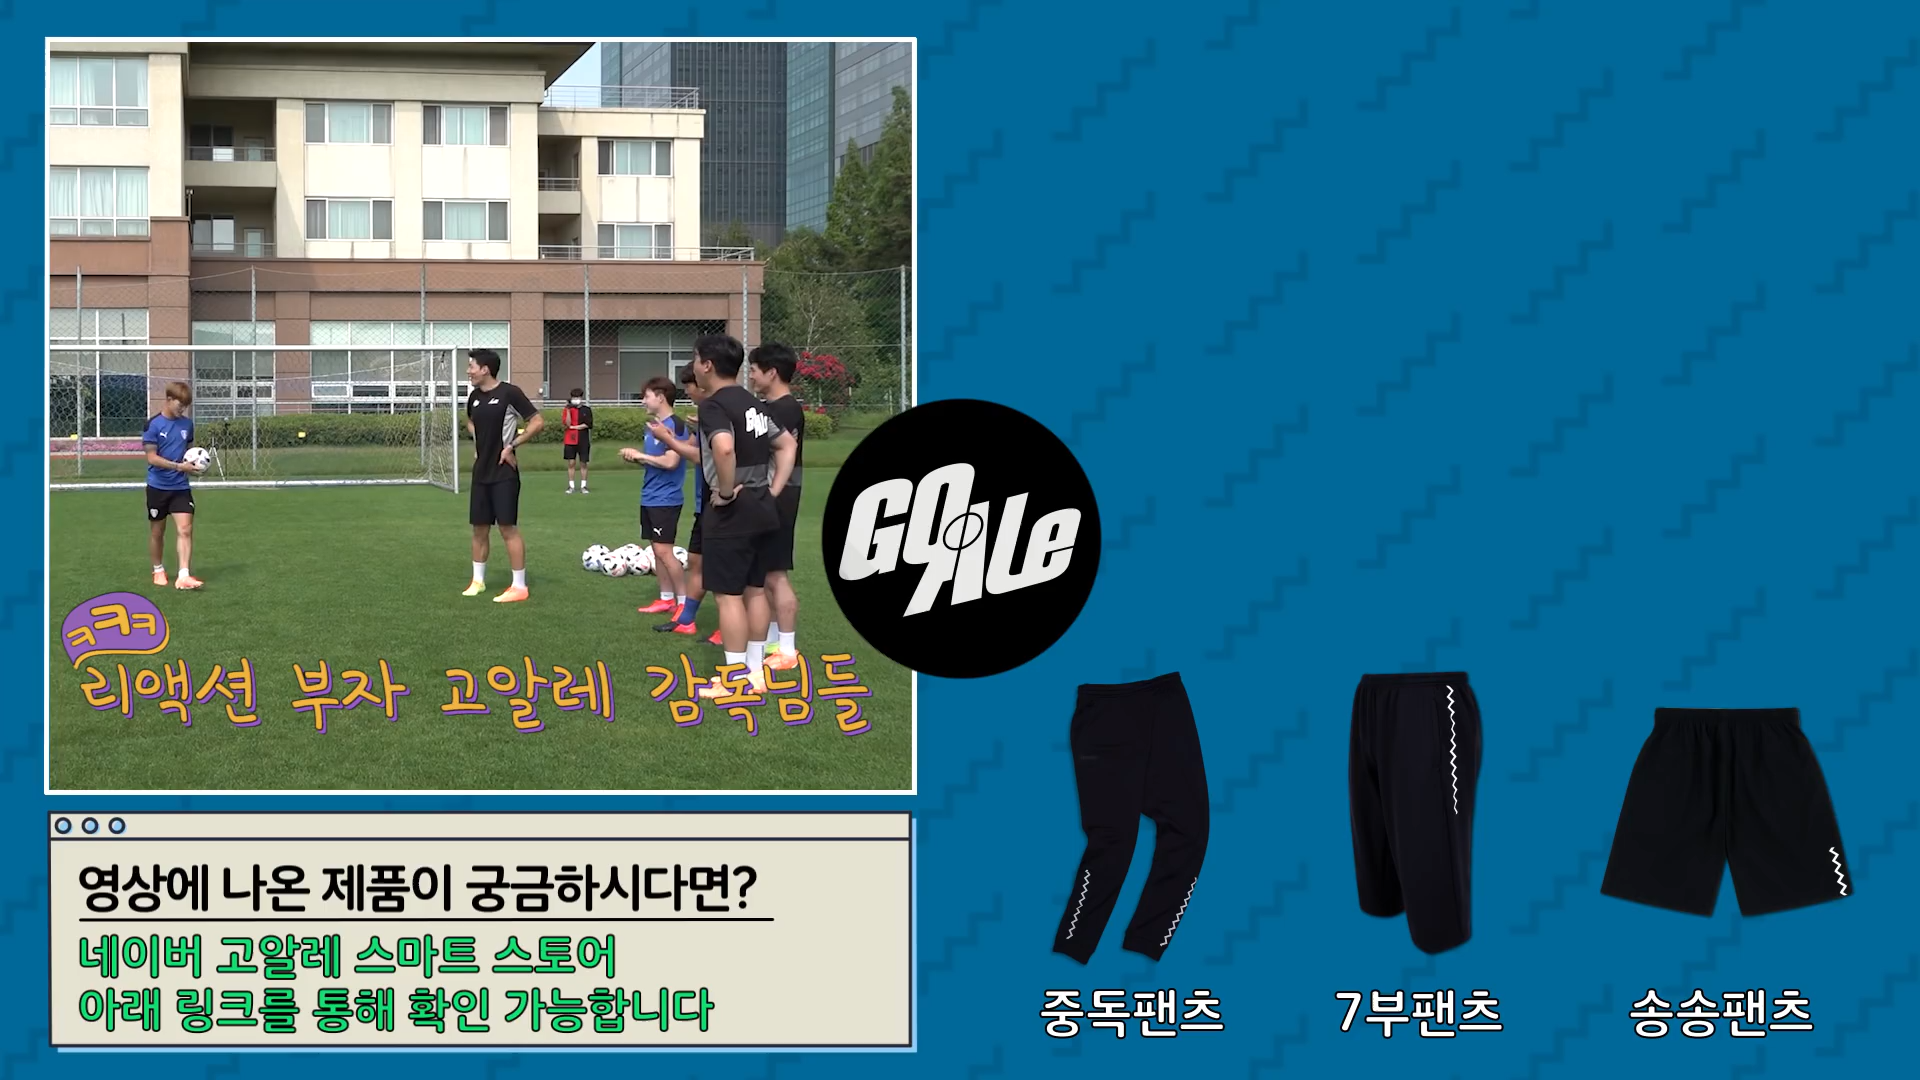 ㅋㅋㅋ
리액션 부자 고알레 감독님들
GOALe
영상에 나온 제품이 궁금하시다면?
네이버 고알레 스마트 스토어
아래 링크를 통해 확인 가능합니다
중독팬츠
7부팬츠
송송팬츠